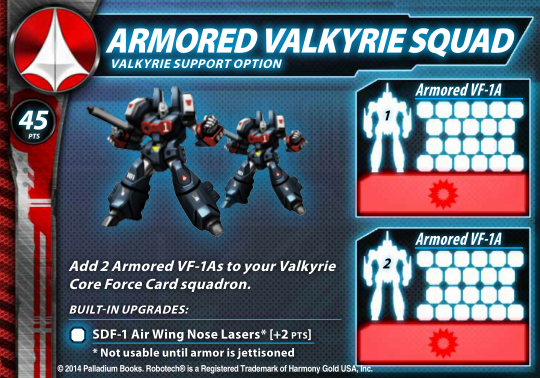 ARMORED VALKYRIE SQUAD
VALKYRIE SUPPORT OPTION
45
PTS
Armored VF-1A
1
Armored VF-1A
2
Add 2 Armored VF-1As to your Valkyrie
Core Force Card squadron.
BUILT-IN UPGRADES:
SDF-1 Air Wing Nose Lasers* [+2 PTS]
* Not usable until armor is jettisoned
© 2014 Palladium Books. Robotech® is a Registered Trademark of Harmony Gold USA, Inc.